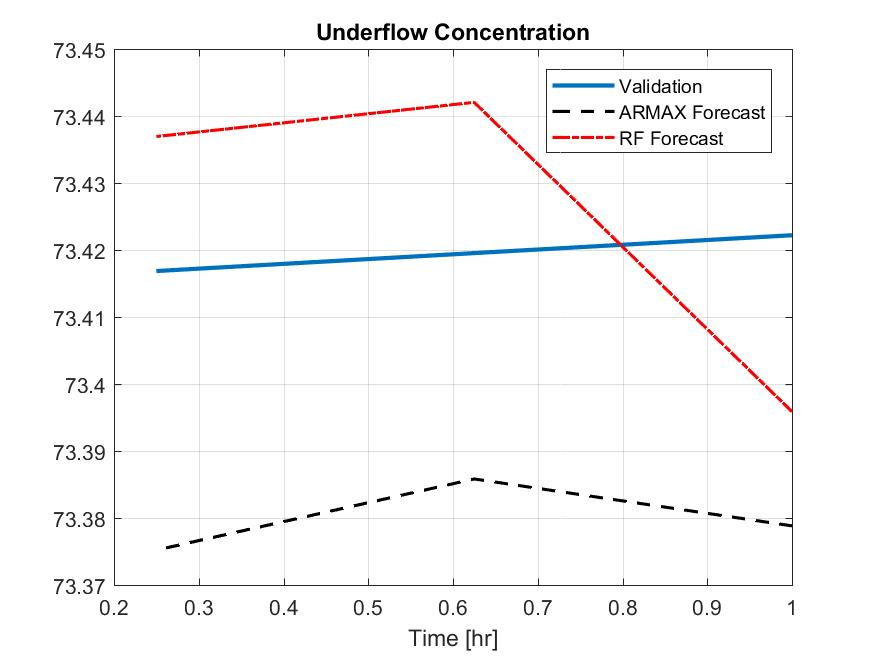 Underflow Concentration
73.45
73.44
73.43
73.42
73.41
73.4
73.39
73.38
73.37
Validation
ARMAX Forecast
RF Forecast
0.2 0.3 0.4 0.5 0.6 0.7 0.8 0.9 1
Time [hr]